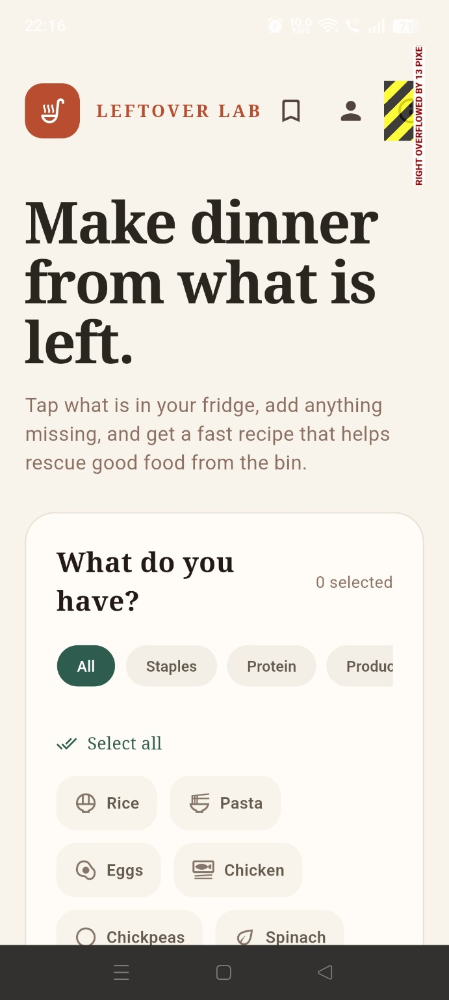 22:16
10.0
KB/S
71
LEFTOVER LAB
RIGHT OVERFLOWED BY 13 PIXE
Make dinner
from what is
left.
Tap what is in your fridge, add anything
missing, and get a fast recipe that helps
rescue good food from the bin.
What do you
have?
0 selected
All Staples Protein Produc
Select all
Rice Pasta
Eggs Chicken
Chickpeas Spinach